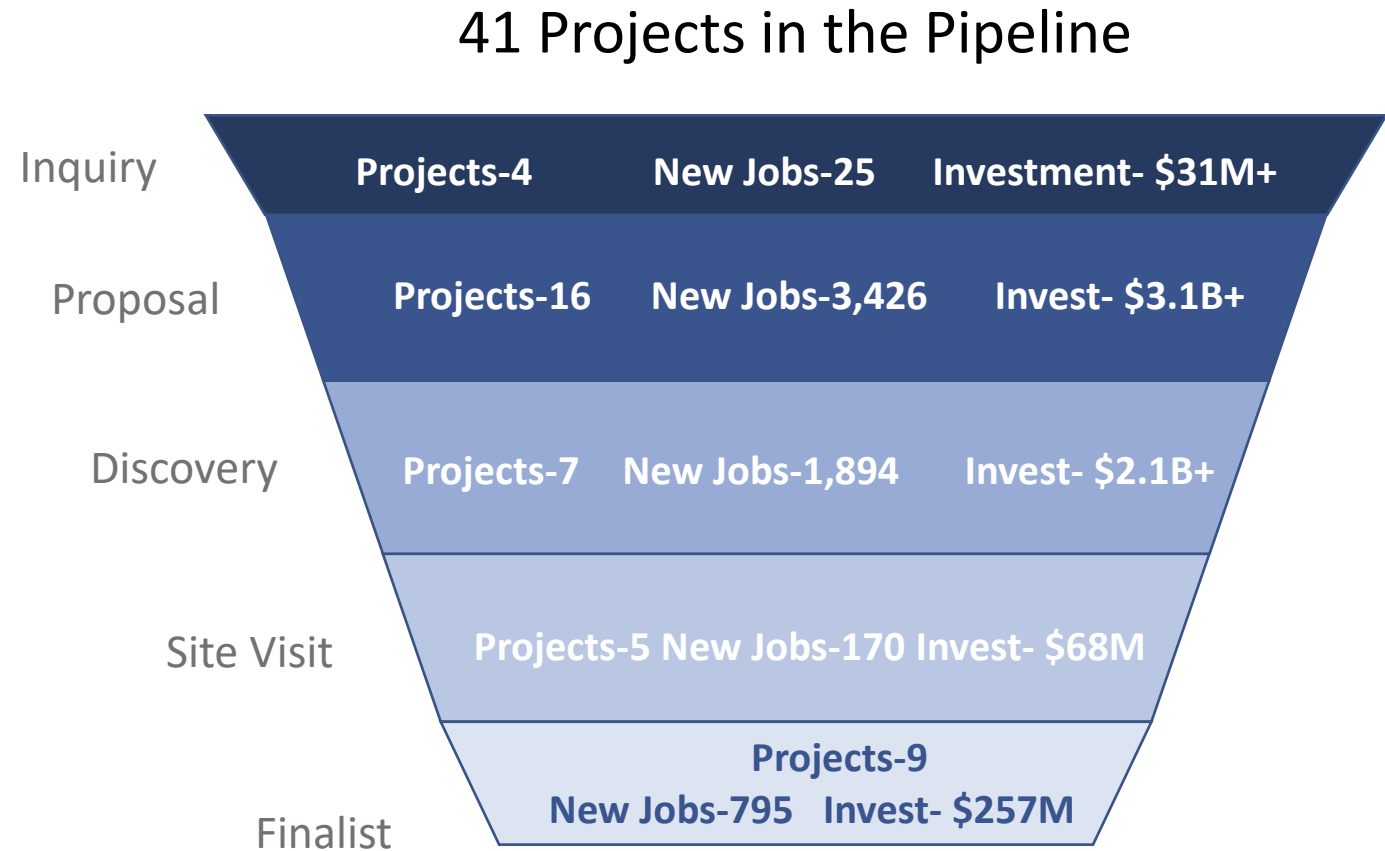 41 Projects in the Pipeline
Inquiry
Projects-4 New Jobs-25 Investment- $31M+
Proposal
Projects-16 New Jobs-3,426 Invest- $3.1B+
Discovery
Projects-7 New Jobs-1,894 Invest- $2.1B+
Site Visit
Projects-5 New Jobs-170 Invest- $68M
Finalist
Projects-9
New Jobs-795 Invest- $257M